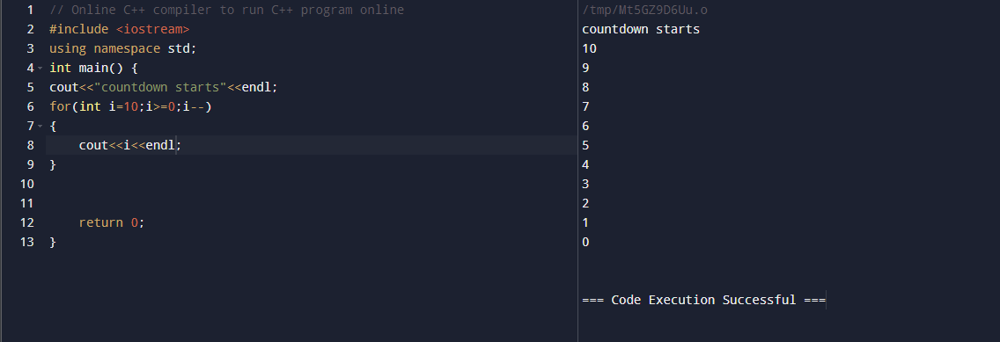 1 // Online C++ compiler to run C++ program online
2 #include <iostream>
3 using namespace std;
4 int main() {
5 cout<<"countdown starts"<<endl;
6 for(int i=10;i>=0;i--)
7 {
8     cout<<i<<endl;
9 }
10
11
12     return 0;
13 }
/tmp/Mt5GZ9D6Uu.o
countdown starts
10
9
8
7
6
5
4
3
2
1
0
=== Code Execution Successful ===